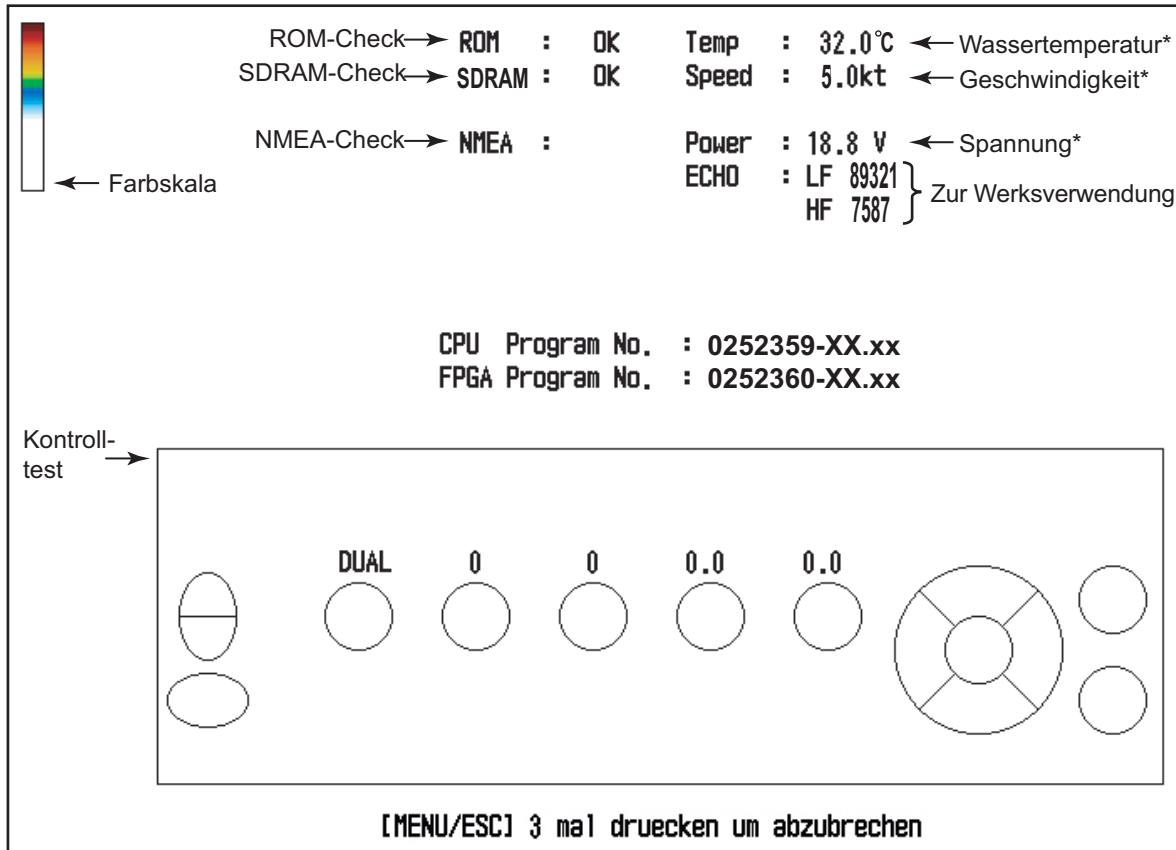 ROM-Check ROM : OK Temp : 32.0°C Wassertemperatur*
SDRAM-Check SDRAM : OK Speed : 5.0kt Geschwindigkeit*
NMEA-Check NMEA : Power : 18.8 V Spannung*
Farbskala
ECHO : LF 89321
HF 7587
Zur Werksverwendung
CPU Program No. : 0252359-XX.xx
FPGA Program No. : 0252360-XX.xx
Kontroll-
test
DUAL 0 0 0.0 0.0
[MENU/ESC] 3 mal druecken um abzubrechen